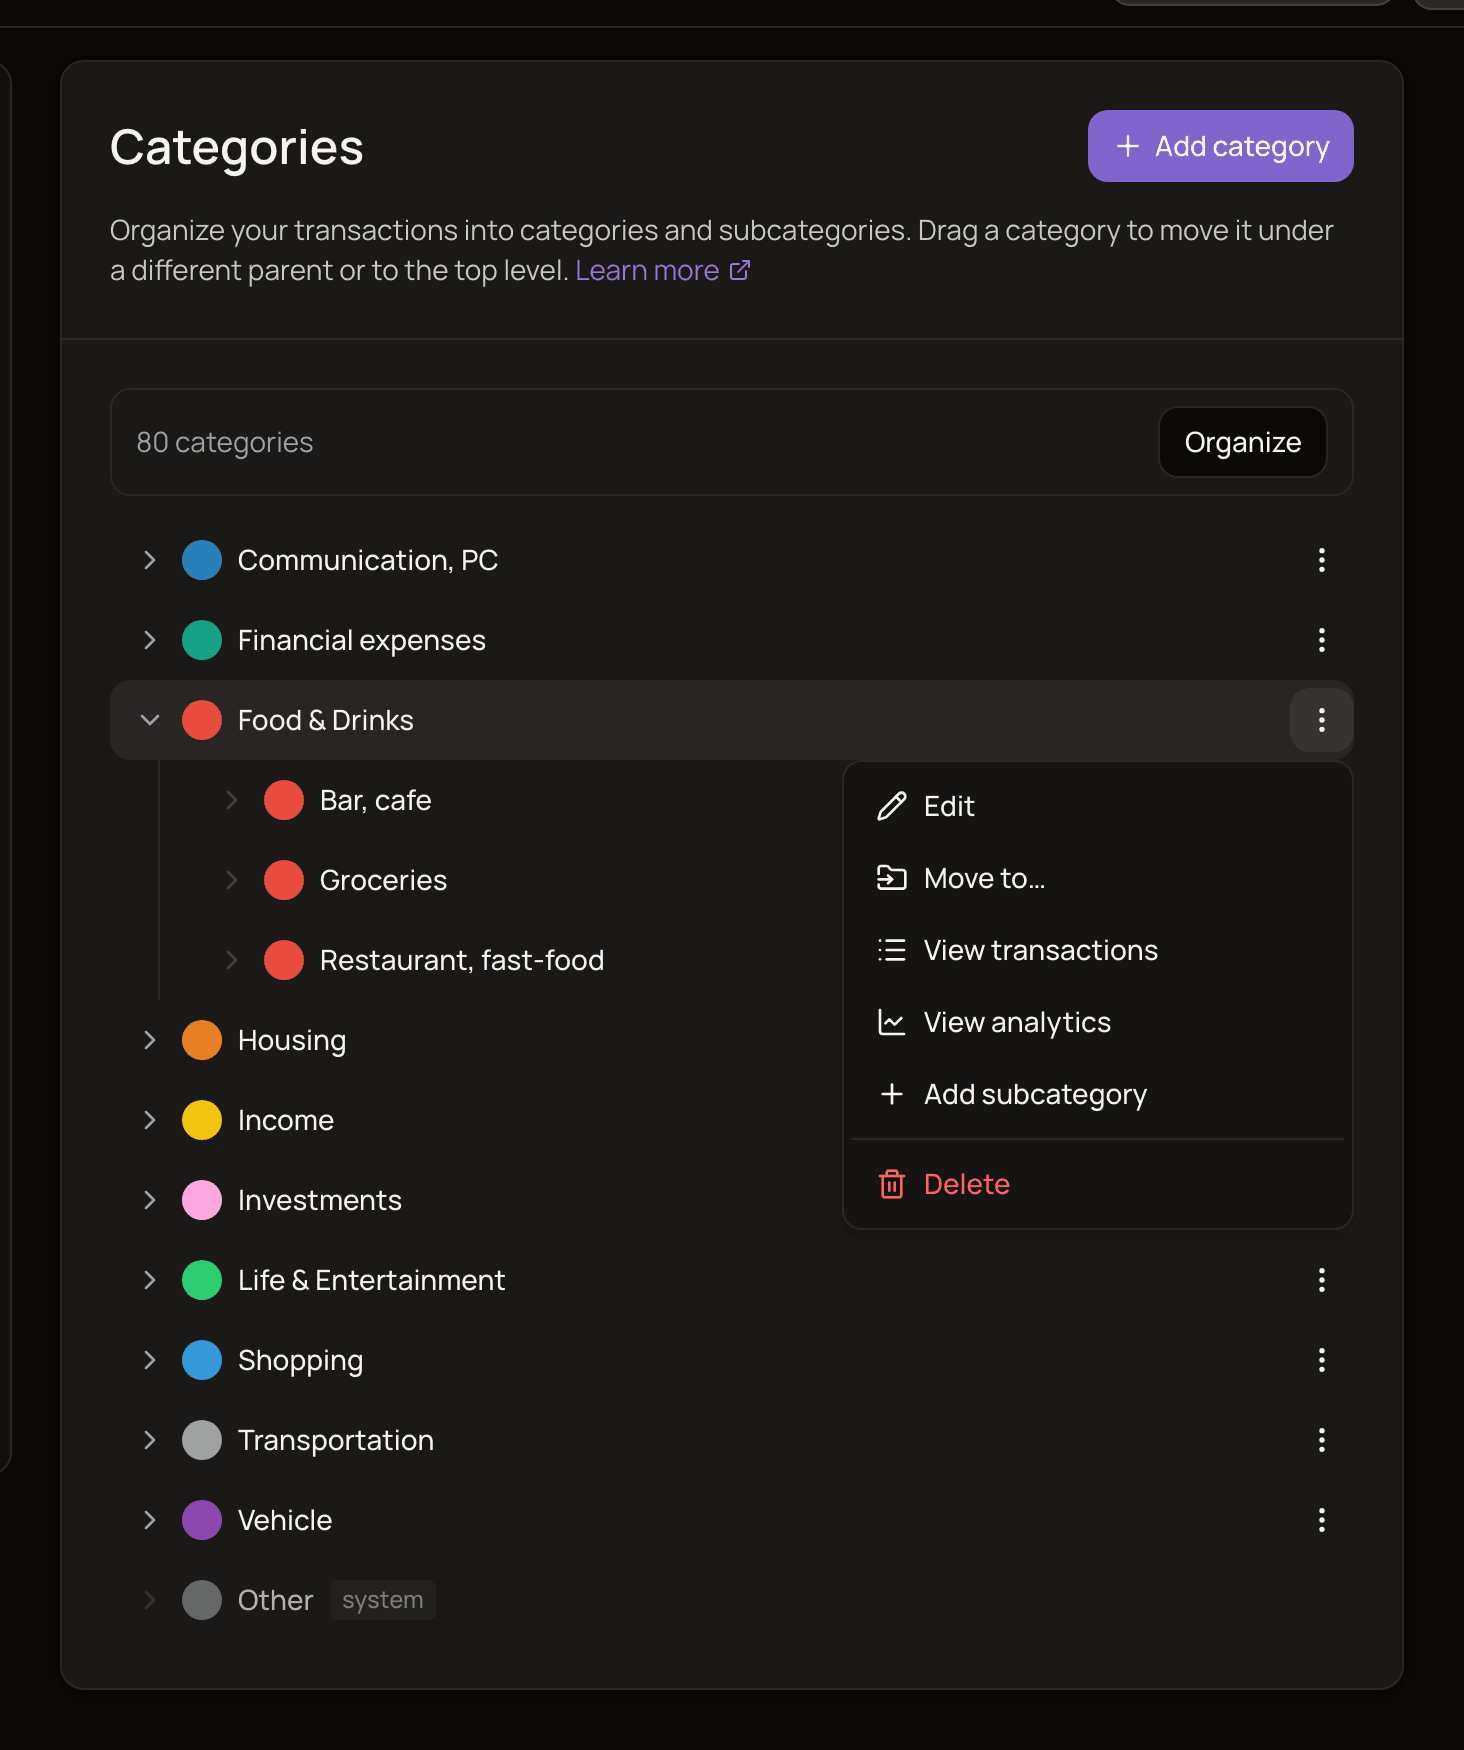 Categories
Add category
Organize your transactions into categories and subcategories. Drag a category to move it under
a different parent or to the top level. Learn more
80 categories
Organize
Communication, PC
Financial expenses
Food & Drinks
Bar, cafe
Groceries
Restaurant, fast-food
Edit
Move to...
View transactions
View analytics
Add subcategory
Delete
Housing
Income
Investments
Life & Entertainment
Shopping
Transportation
Vehicle
Other system